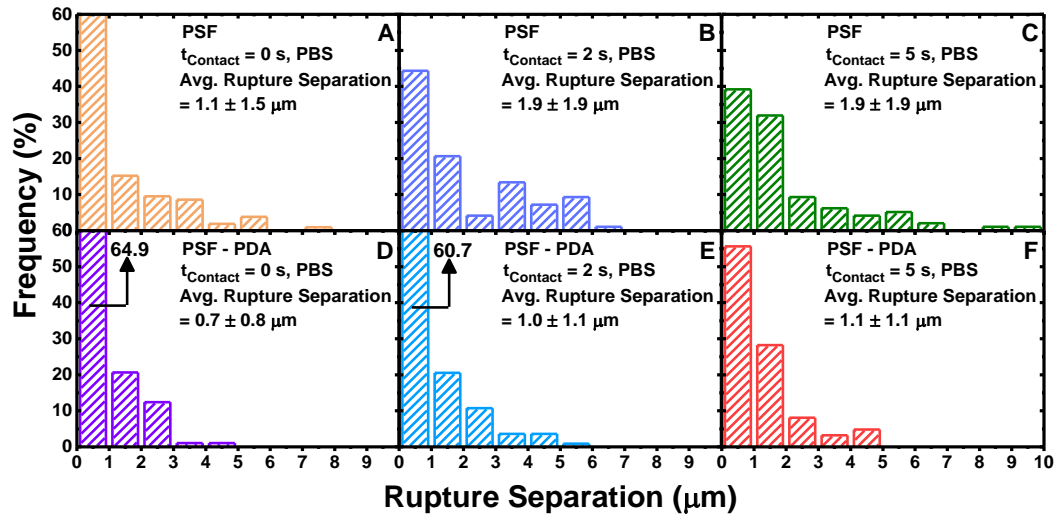 Frequency (%)
60
50
40
30
20
10
PSF
A
t_Contact = 0 s, PBS
Avg. Rupture Separation
= 1.1 ± 1.5 μm
PSF
B
t_Contact = 2 s, PBS
Avg. Rupture Separation
= 1.9 ± 1.9 μm
PSF
C
t_Contact = 5 s, PBS
Avg. Rupture Separation
= 1.9 ± 1.9 μm
60
50
40
30
20
10
0
64.9
PSF - PDA
D
t_Contact = 0 s, PBS
Avg. Rupture Separation
= 0.7 ± 0.8 μm
60.7
PSF - PDA
E
t_Contact = 2 s, PBS
Avg. Rupture Separation
= 1.0 ± 1.1 μm
PSF - PDA
F
t_Contact = 5 s, PBS
Avg. Rupture Separation
= 1.1 ± 1.1 μm
0 1 2 3 4 5 6 7 8 9 0 1 2 3 4 5 6 7 8 9 0 1 2 3 4 5 6 7 8 9 10
Rupture Separation (μm)